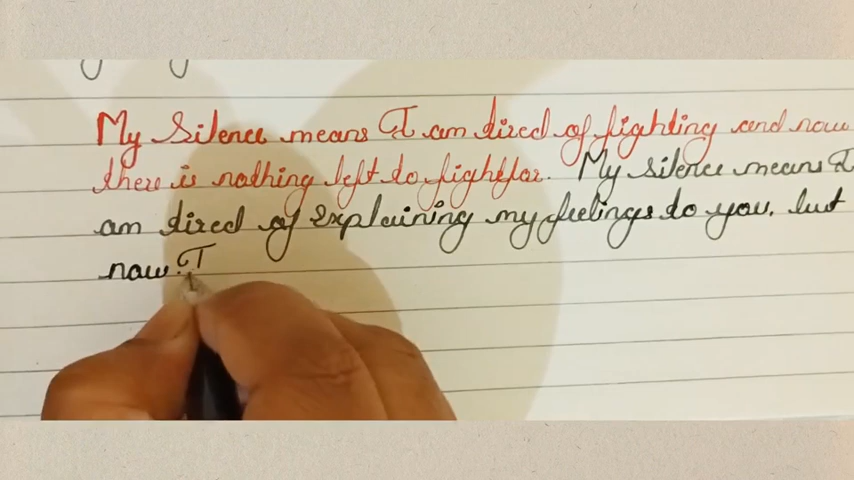 My Silence means I am tired of fighting and now
there is nothing left to fight for. My silence means I
am tired of explaining my feelings to you, but
now I